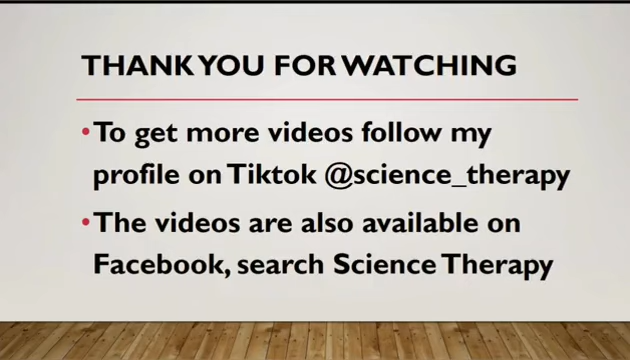 THANK YOU FOR WATCHING
•To get more videos follow my
profile on Tiktok @science_therapy
•The videos are also available on
Facebook, search Science Therapy